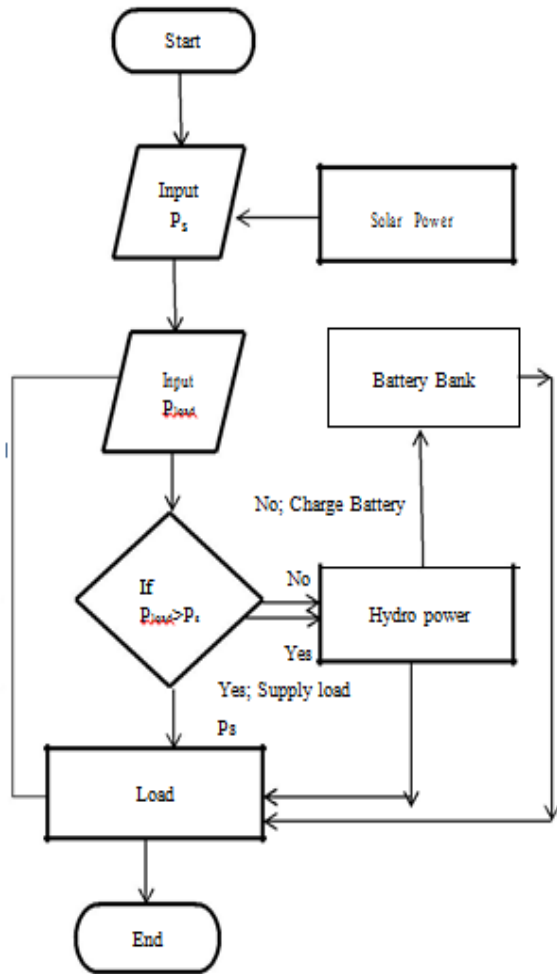 Start
Input
Ps
Solar Power
Input
Pload
Battery Bank
No; Charge Battery
If
Pload>Ps
No
Hydro power
Yes
Yes; Supply load
Ps
Load
End